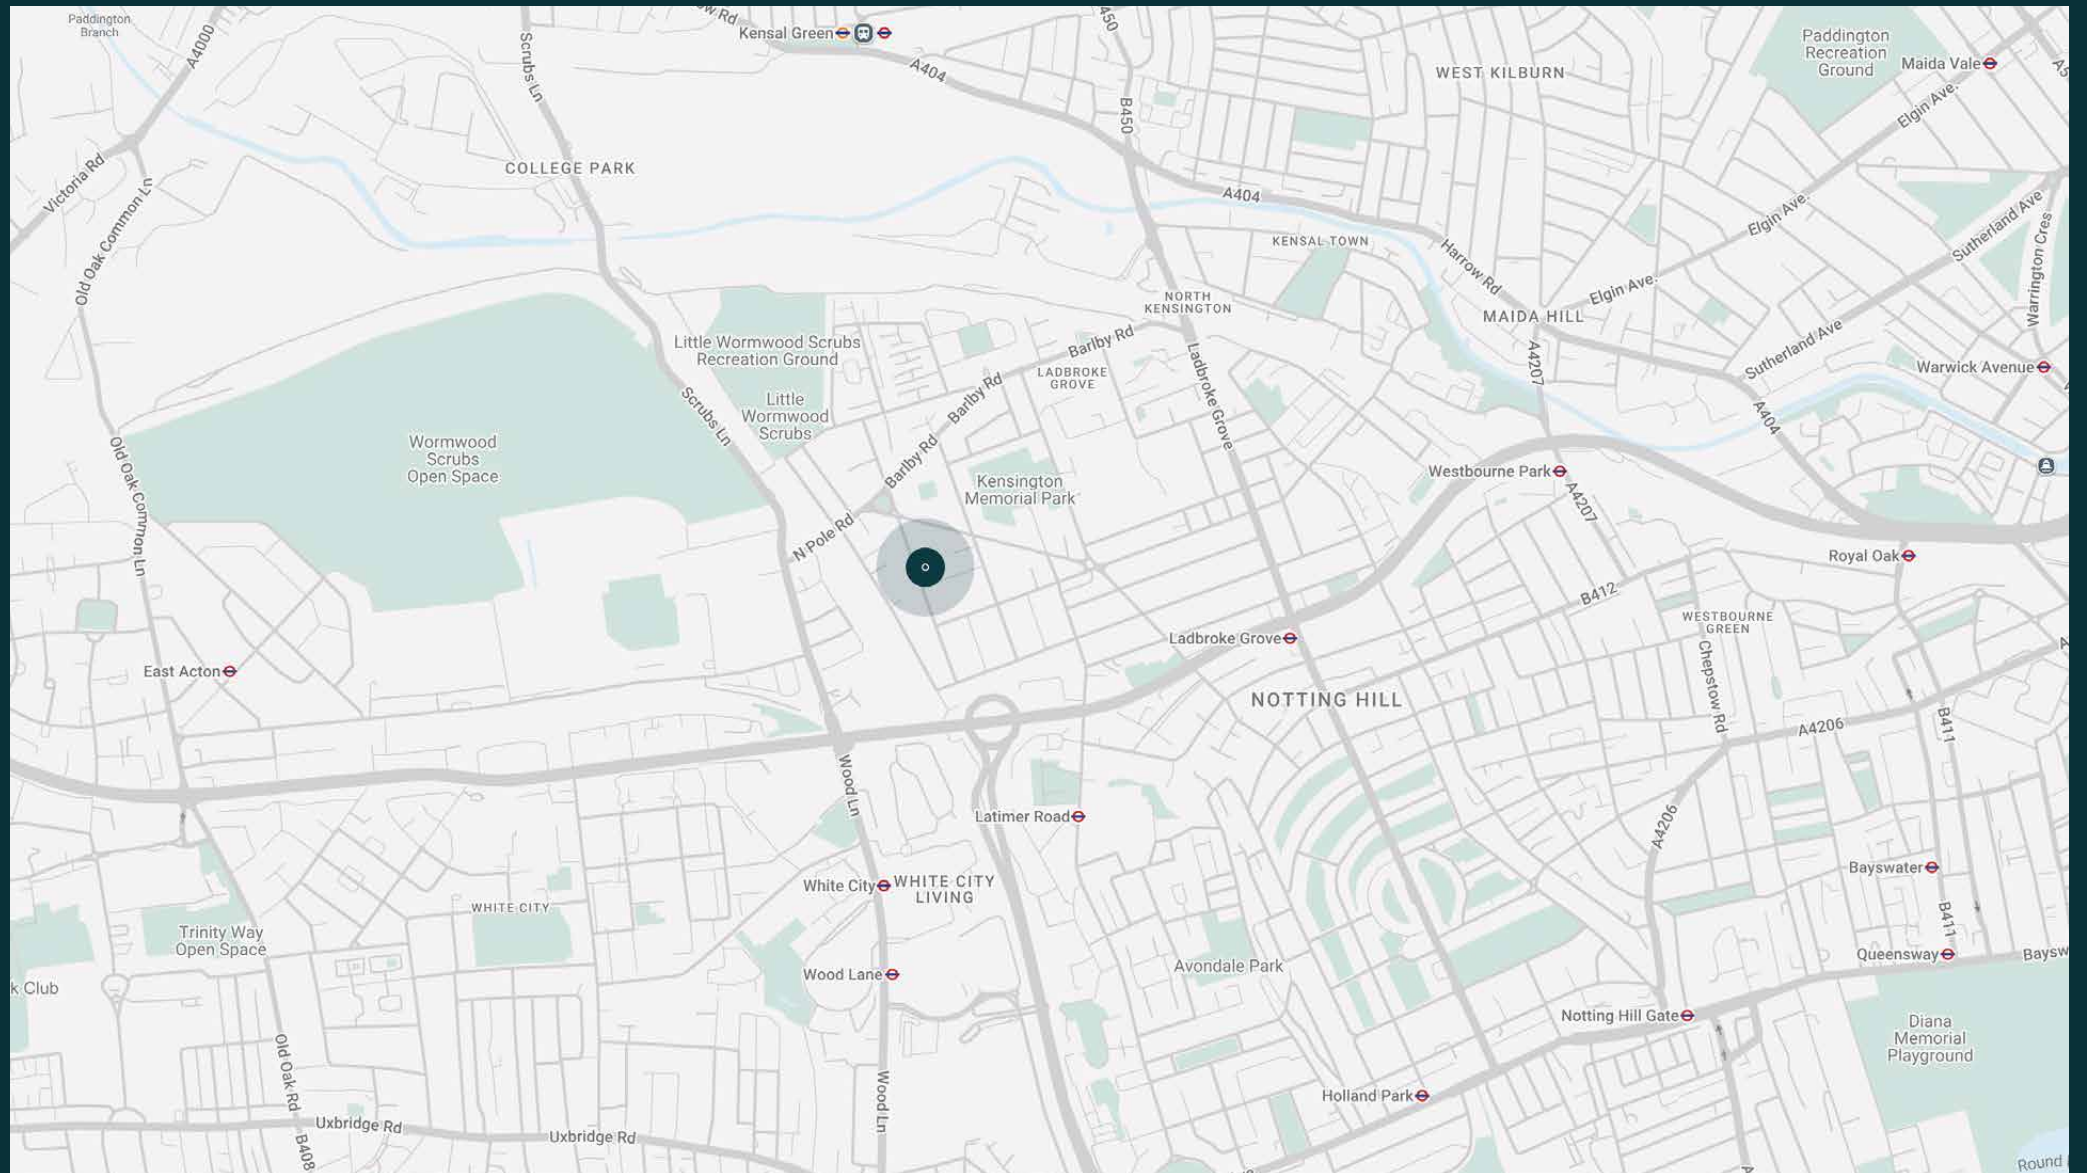 Paddington
Branch
A4000
Scrubs Ln
Kensal Green
A404
B450
WEST KILBURN
Paddington
Recreation
Ground
Maida Vale
Elgin Ave.
Victoria Rd
COLLEGE PARK
Old Oak Common Ln
A404
KENSAL TOWN
Harrow Rd
Elgin Ave.
Elgin Ave.
Sutherland Ave
Warrington Cres
NORTH
KENSINGTON
MAIDA HILL
Little Wormwood Scrubs
Recreation Ground
Barlby Rd
LADBROKE
GROVE
Ladbroke Grove
A4207
Sutherland Ave
Warwick Avenue
Scrubs Ln
Little
Wormwood
Scrubs
Barlby Rd
A404
Wormwood
Scrubs
Open Space
Old Oak Common Ln
Barlby Rd
Kensington
Memorial Park
Westbourne Park
A4207
N Pole Rd
Royal Oak
B412
WESTBOURNE
GREEN
Ladbroke Grove
East Acton
Chepstow Rd
NOTTING HILL
A4206
B411
Wood Ln
Latimer Road
A4206
Bayswater
White City
WHITE CITY
LIVING
WHITE CITY
B411
Trinity Way
Open Space
Wood Lane
Avondale Park
Queensway
Baysw
k Club
Notting Hill Gate
Diana
Memorial
Playground
Old Oak Rd
Wood Ln
Holland Park
Uxbridge Rd
Uxbridge Rd
B408
Round